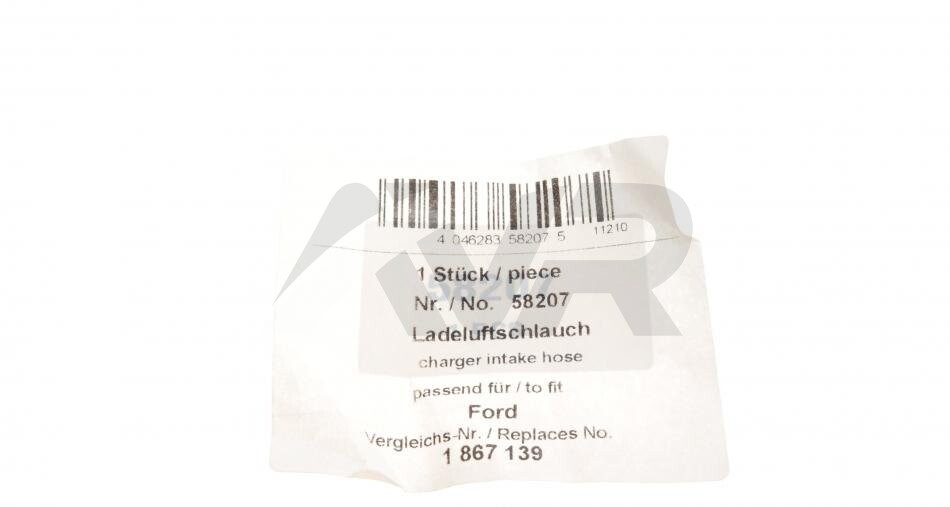 4 046283 58207 5
11210
1 Stück / piece
58207
Nr. / No. 58207
Ladeluftschlauch
charger intake hose
passend für / to fit
Ford
Vergleichs-Nr. / Replaces No.
1 867 139